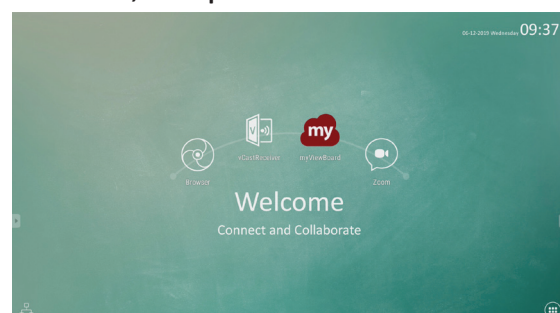 06-12-2019 Wednesday 09:37
V
my
Browser
vCastReceiver
myViewBoard
Zoom
Welcome
Connect and Collaborate